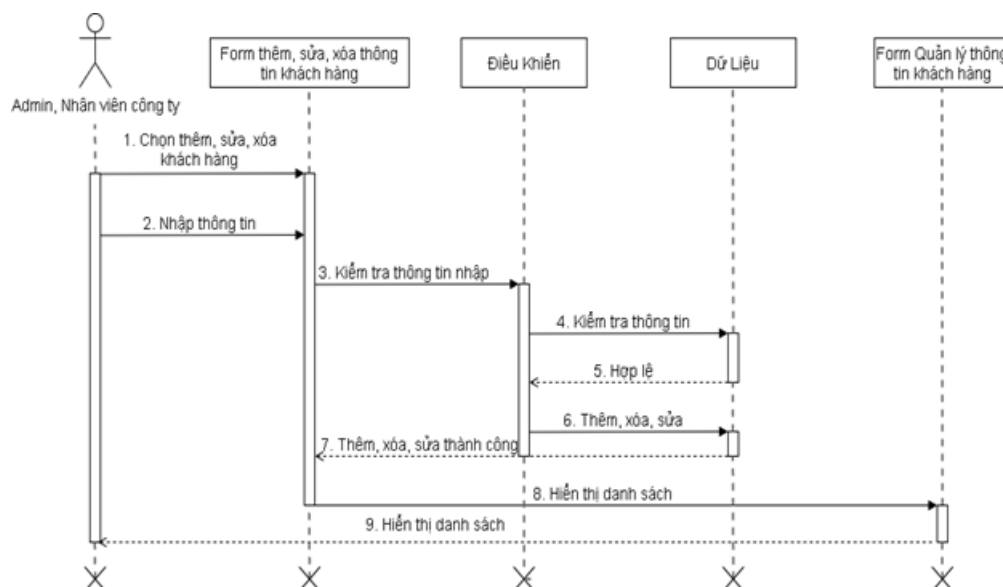 Form thêm, sửa, xóa thông
tin khách hàng
Điều Khiển
Dữ Liệu
Form Quản lý thông
tin khách hàng
Admin, Nhân viên công ty
1. Chọn thêm, sửa, xóa
khách hàng
2. Nhập thông tin
3. Kiểm tra thông tin nhập
4. Kiểm tra thông tin
5. Hợp lệ
6. Thêm, xóa, sửa
7. Thêm, xóa, sửa thành công
8. Hiển thị danh sách
9. Hiển thị danh sách